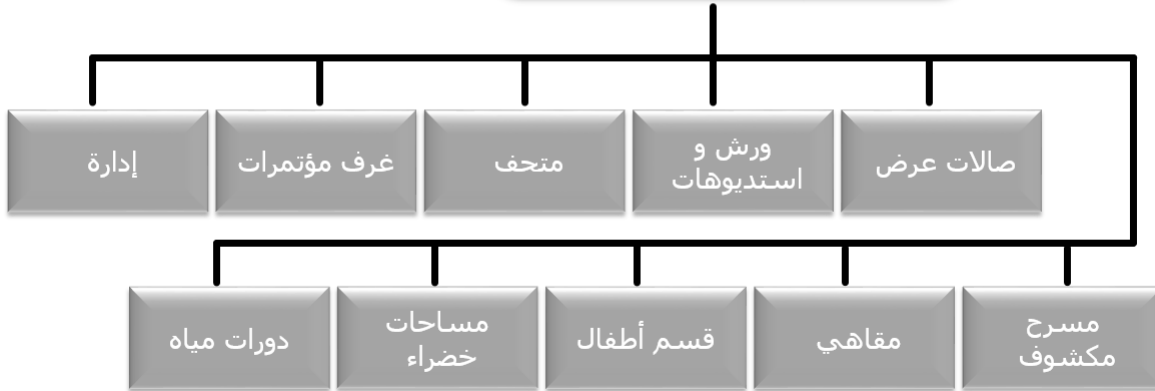 صالات عرض
ورش و
استديوهات
متحف
غرف مؤتمرات
إدارة
مسرح
مكشوف
مقاهي
قسم أطفال
مساحات
خضراء
دورات مياه